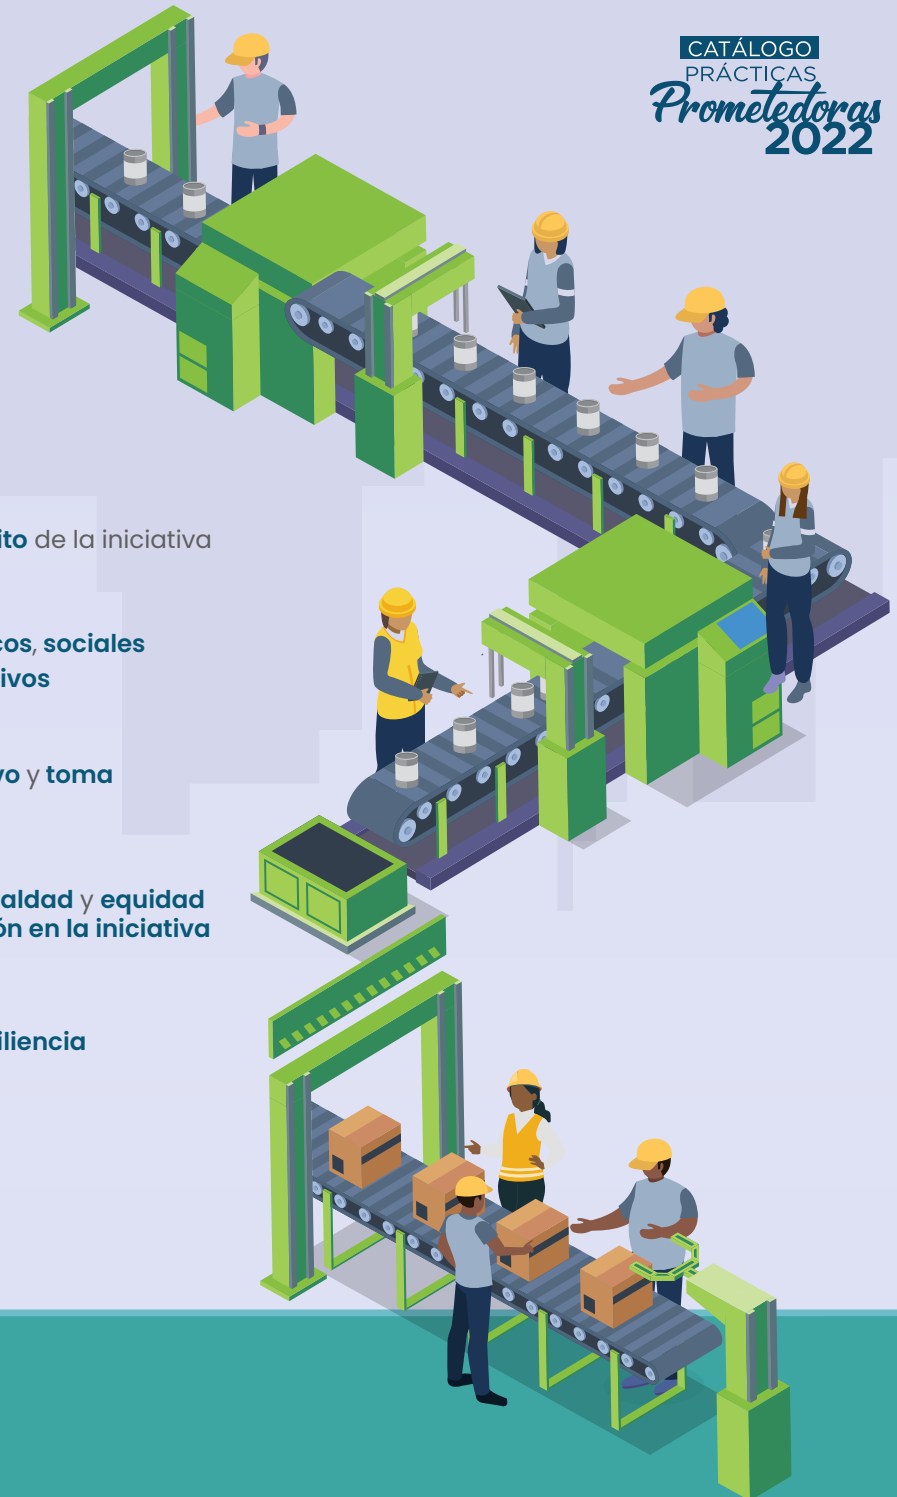 CATÁLOGO
PRÁCTICAS
Prometedoras
2022
ito de la iniciativa
cos, sociales
ivos
vo y toma
aldad y equidad
ón en la iniciativa
iliencia